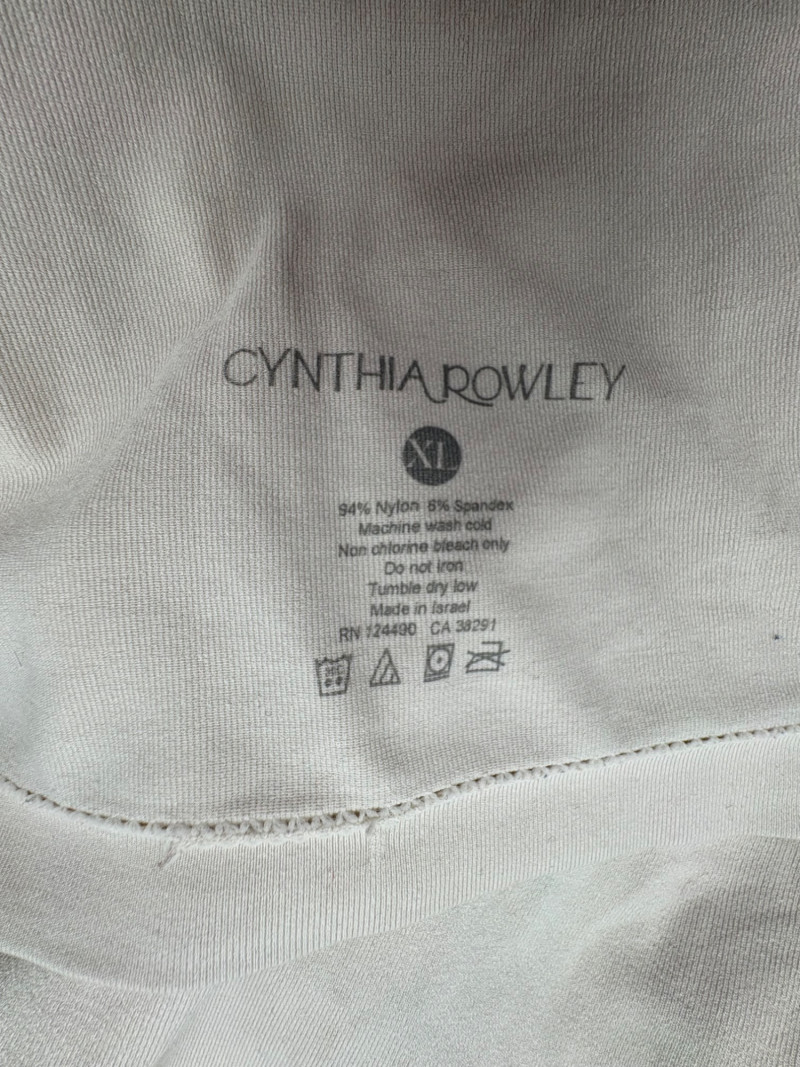 CYNTHIA ROWLEY
XL
94% Nylon 6% Spandex
Machine wash cold
Non chlorine bleach only
Do not iron
Tumble dry low
Made in Israel
RN 124490 CA 38291
30C